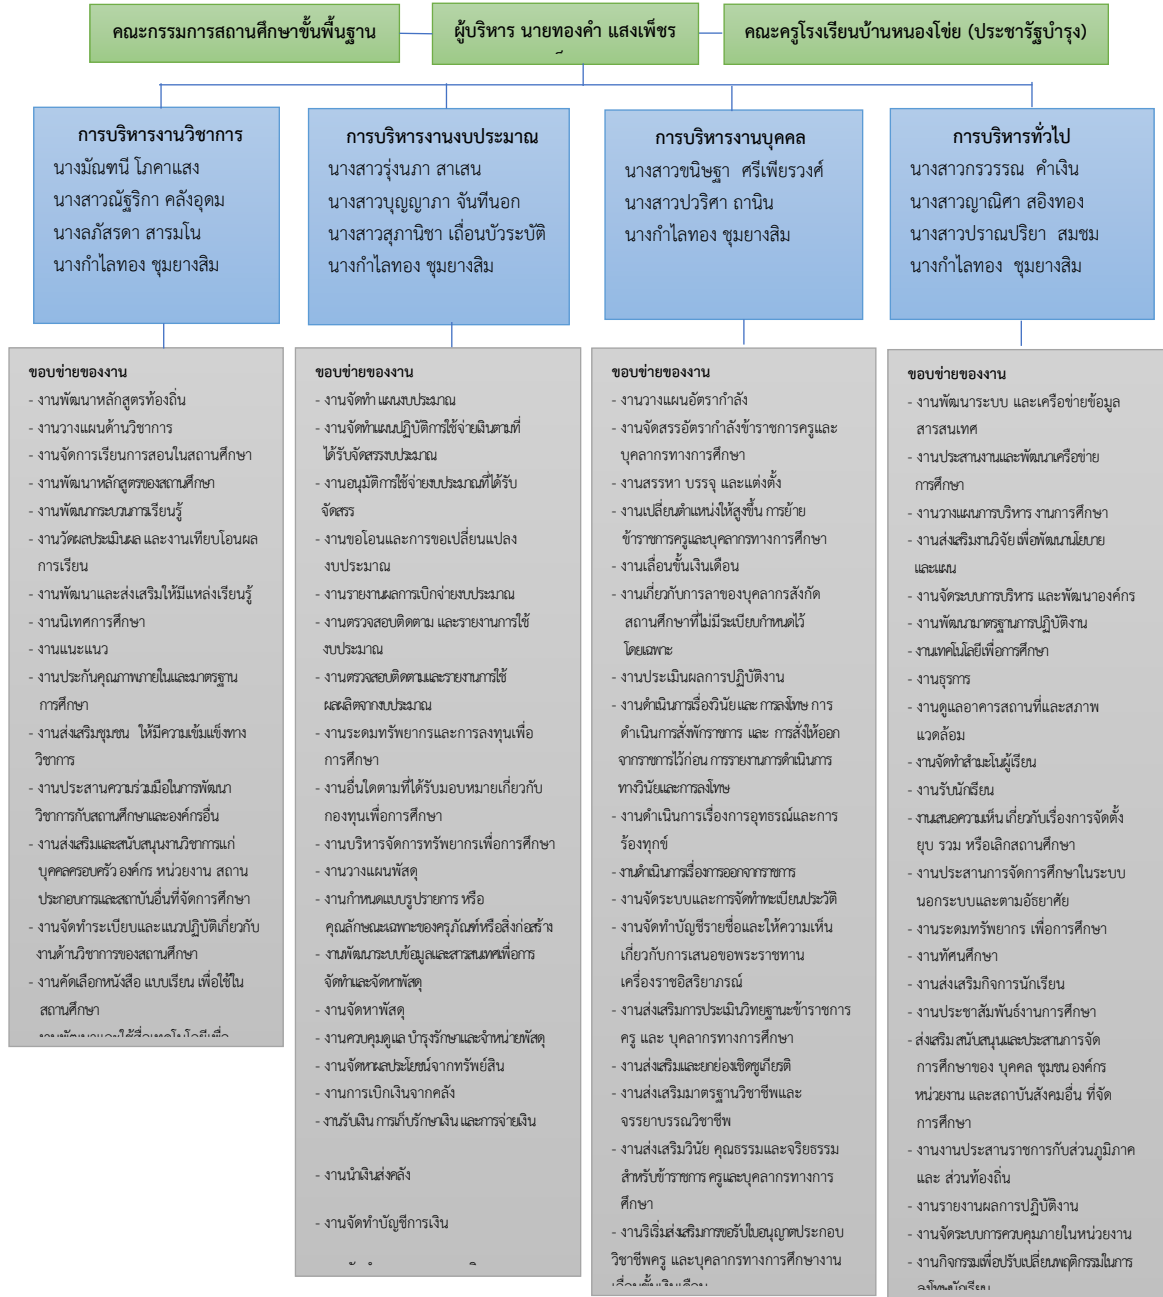 คณะกรรมการสถานศึกษาขั้นพื้นฐาน
ผู้บริหาร นายทองคำ แสงเพ็ชร
คณะครูโรงเรียนบ้านหนองโข่ย (ประชารัฐบำรุง)
การบริหารงานวิชาการ
นางมัณฑนี โภคาแสง
นางสาวณัฐริกา คลังอุดม
นางลภัสรดา สารมโน
นางกำไลทอง ชุมยางสิม
การบริหารงานงบประมาณ
นางสาวรุ่งนภา สาเสน
นางสาวบุญญาภา จันทีนอก
นางสาวสุภานิชา เถื่อนบัวระบัติ
นางกำไลทอง ชุมยางสิม
การบริหารงานบุคคล
นางสาวขนิษฐา ศรีเพียรวงศ์
นางสาวปวริศา ถานิน
นางกำไลทอง ชุมยางสิม
การบริหารทั่วไป
นางสาวกรวรรณ คำเงิน
นางสาวญาณิศา สอิงทอง
นางสาวปราณปริยา สมชม
นางกำไลทอง ชุมยางสิม
ขอบข่ายของงาน
- งานพัฒนาหลักสูตรท้องถิ่น
- งานวางแผนด้านวิชาการ
- งานจัดการเรียนการสอนในสถานศึกษา
- งานพัฒนาหลักสูตรของสถานศึกษา
- งานพัฒนากระบวนการเรียนรู้
- งานวัดผลประเมินผล และงานเทียบโอนผล
การเรียน
- งานพัฒนาและส่งเสริมให้มีแหล่งเรียนรู้
- งานนิเทศการศึกษา
- งานแนะแนว
- งานประกันคุณภาพภายในและมาตรฐาน
การศึกษา
- งานส่งเสริมชุมชน ให้มีความเข้มแข็งทาง
วิชาการ
- งานประสานความร่วมมือในการพัฒนา
วิชาการกับสถานศึกษาและองค์กรอื่น
- งานส่งเสริมและสนับสนุนงานวิชาการแก่
บุคคลครอบครัว องค์กร หน่วยงาน สถาน
ประกอบการและสถาบันอื่นที่จัดการศึกษา
- งานจัดทำระเบียบและแนวปฏิบัติเกี่ยวกับ
งานด้านวิชาการของสถานศึกษา
- งานคัดเลือกหนังสือ แบบเรียน เพื่อใช้ใน
สถานศึกษา
- งานพัฒนาและใช้สื่อเทคโนโลยีเพื่อ
ขอบข่ายของงาน
- งานจัดทำ แผนงบประมาณ
- งานจัดทำแผนปฏิบัติการใช้จ่ายเงินตามที่
ได้รับจัดสรรงบประมาณ
- งานอนุมัติการใช้จ่ายงบประมาณที่ได้รับ
จัดสรร
- งานขอโอนและการขอเปลี่ยนแปลง
งบประมาณ
- งานรายงานผลการเบิกจ่ายงบประมาณ
- งานตรวจสอบติดตาม และรายงานการใช้
งบประมาณ
- งานตรวจสอบติดตามและรายงานการใช้
ผลผลิตจากงบประมาณ
- งานระดมทรัพยากรและการลงทุนเพื่อ
การศึกษา
- งานอื่นใดตามที่ได้รับมอบหมายเกี่ยวกับ
กองทุนเพื่อการศึกษา
- งานบริหารจัดการทรัพยากรเพื่อการศึกษา
- งานวางแผนพัสดุ
- งานกำหนดแบบรูปรายการ หรือ
คุณลักษณะเฉพาะของครุภัณฑ์หรือสิ่งก่อสร้าง
- งานพัฒนาระบบข้อมูลและสารสนเทศเพื่อการ
จัดทำและจัดหาพัสดุ
- งานจัดหาพัสดุ
- งานควบคุมดูแล บำรุงรักษาและจำหน่ายพัสดุ
- งานจัดหาผลประโยชน์จากทรัพย์สิน
- งานการเบิกเงินจากคลัง
- งานรับเงิน การเก็บรักษาเงิน และการจ่ายเงิน
- งานนำเงินส่งคลัง
- งานจัดทำบัญชีการเงิน
ขอบข่ายของงาน
- งานวางแผนอัตรากำลัง
- งานจัดสรรอัตรากำลังข้าราชการครูและ
บุคลากรทางการศึกษา
- งานสรรหา บรรจุ และแต่งตั้ง
- งานเปลี่ยนตำแหน่งให้สูงขึ้น การย้าย
ข้าราชการครูและบุคลากรทางการศึกษา
- งานเลื่อนขั้นเงินเดือน
- งานเกี่ยวกับการลาของบุคลากรสังกัด
สถานศึกษาที่ไม่มีระเบียบกำหนดไว้
โดยเฉพาะ
- งานประเมินผลการปฏิบัติงาน
- งานดำเนินการเรื่องวินัย และ การลงโทษ การ
ดำเนินการสั่งพักราชการ และ การสั่งให้ออก
จากราชการไว้ก่อน การรายงานการดำเนินการ
ทางวินัยและการลงโทษ
- งานดำเนินการเรื่องการอุทธรณ์และการ
ร้องทุกข์
- งานดำเนินการเรื่องการออกจากราชการ
- งานจัดระบบและการจัดทำทะเบียนประวัติ
- งานจัดทำบัญชีรายชื่อและให้ความเห็น
เกี่ยวกับการเสนอขอพระราชทาน
เครื่องราชอิสริยาภรณ์
- งานส่งเสริมการประเมินวิทยฐานะข้าราชการ
ครู และ บุคลากรทางการศึกษา
- งานส่งเสริมและยกย่องเชิดชูเกียรติ
- งานส่งเสริมมาตรฐานวิชาชีพและ
จรรยาบรรณวิชาชีพ
- งานส่งเสริมวินัย คุณธรรมและจริยธรรม
สำหรับข้าราชการ ครูและบุคลากรทางการ
ศึกษา
- งานริเริ่มส่งเสริมการขอรับใบอนุญาตประกอบ
วิชาชีพครู และบุคลากรทางการศึกษางาน
เลื่อนขั้นเงินเดือน
ขอบข่ายของงาน
- งานพัฒนาระบบ และเครือข่ายข้อมูล
สารสนเทศ
- งานประสานงานและพัฒนาเครือข่าย
การศึกษา
- งานวางแผนการบริหาร งานการศึกษา
- งานส่งเสริมงานวิจัย เพื่อพัฒนานโยบาย
และแผน
- งานจัดระบบการบริหาร และพัฒนาองค์กร
- งานพัฒนามาตรฐานการปฏิบัติงาน
- งานเทคโนโลยีเพื่อการศึกษา
- งานธุรการ
- งานดูแลอาคารสถานที่และสภาพ
แวดล้อม
- งานจัดทำสำมะโนผู้เรียน
- งานรับนักเรียน
- งานเสนอความเห็น เกี่ยวกับเรื่องการจัดตั้ง
ยุบ รวม หรือเลิกสถานศึกษา
- งานประสานการจัดการศึกษาในระบบ
นอกระบบและตามอัธยาศัย
- งานระดมทรัพยากร เพื่อการศึกษา
- งานทัศนศึกษา
- งานส่งเสริมกิจการนักเรียน
- งานประชาสัมพันธ์งานการศึกษา
- ส่งเสริม สนับสนุนและประสานการจัด
การศึกษาของ บุคคล ชุมชน องค์กร
หน่วยงาน และสถาบันสังคมอื่น ที่จัด
การศึกษา
- งานงานประสานราชการกับส่วนภูมิภาค
และ ส่วนท้องถิ่น
- งานรายงานผลการปฏิบัติงาน
- งานจัดระบบการควบคุมภายในหน่วยงาน
- งานกิจกรรมเพื่อปรับเปลี่ยนพฤติกรรมในการ
ลงโทษนักเรียน